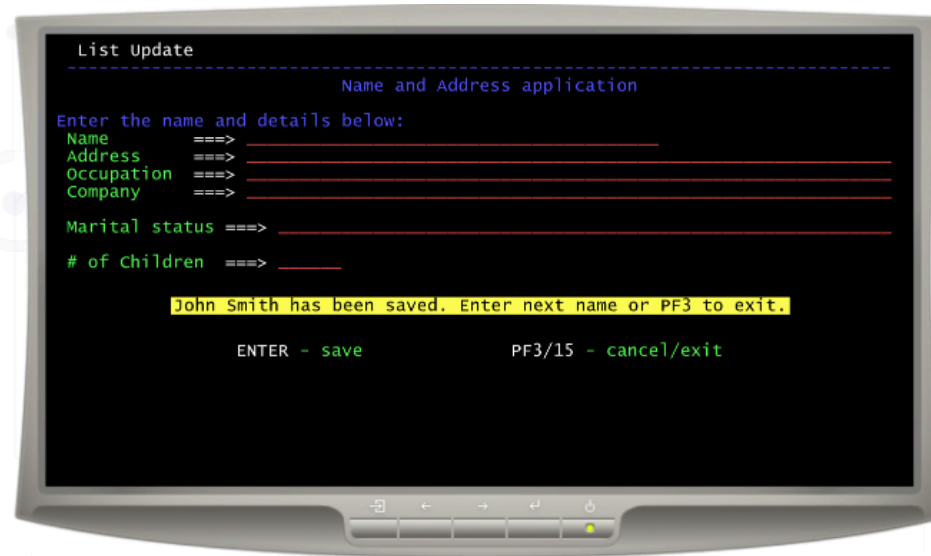 List Update
Name and Address application
Enter the name and details below:
Name ===>
Address ===>
Occupation ===>
Company ===>
Marital status ===>
# of Children ===>
John Smith has been saved. Enter next name or PF3 to exit.
ENTER - save PF3/15 - cancel/exit